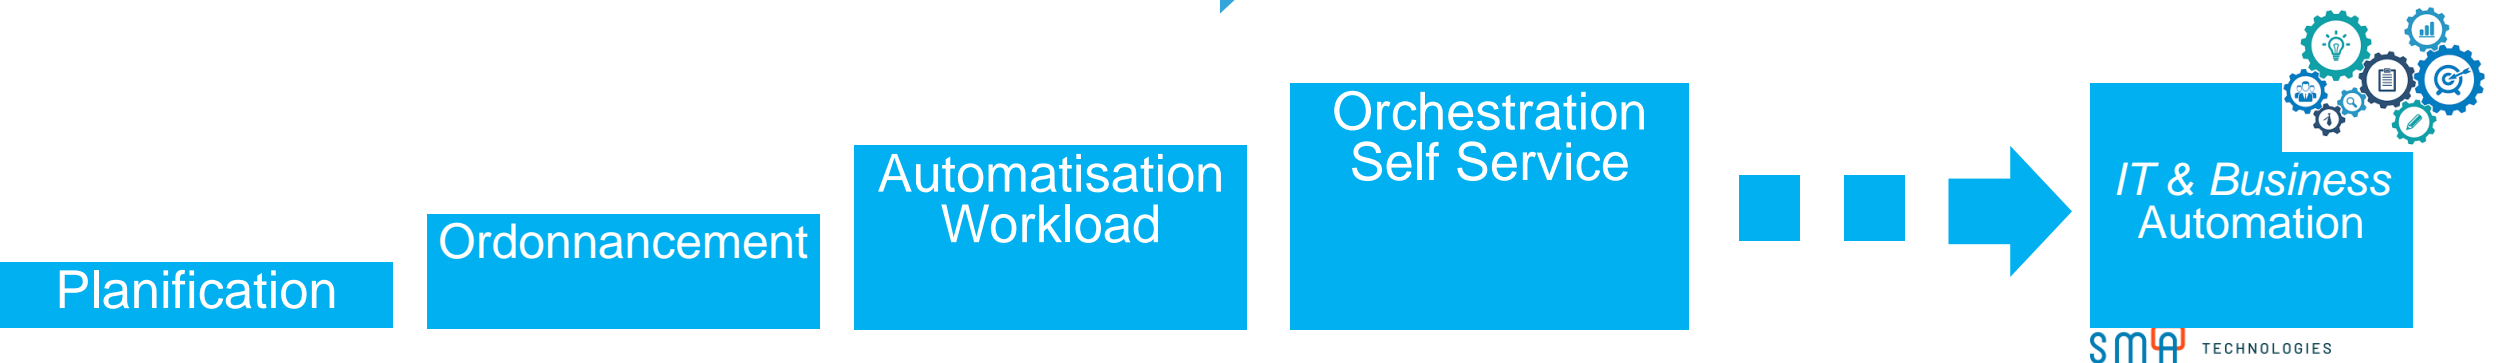 Planification
Ordonnancement
Automatisation
Workload
Orchestration
Self Service
IT & Business
Automation
SMA TECHNOLOGIES